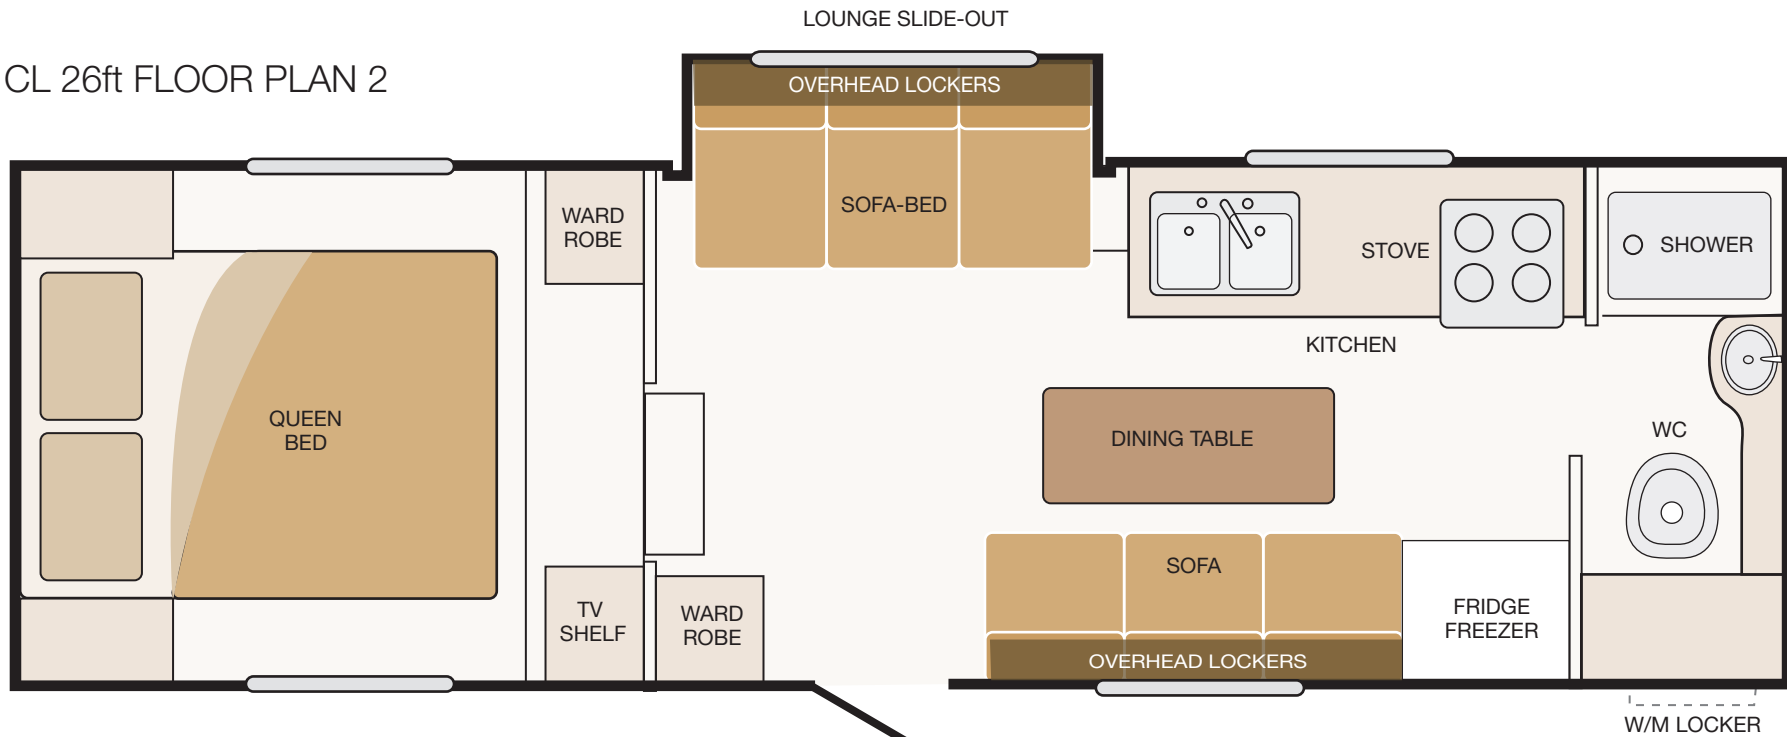 LOUNGE SLIDE-OUT
CL 26ft FLOOR PLAN 2
OVERHEAD LOCKERS
WARD
ROBE
SOFA-BED
STOVE
SHOWER
KITCHEN
QUEEN
BED
DINING TABLE
WC
SOFA
TV
SHELF
WARD
ROBE
FRIDGE
FREEZER
OVERHEAD LOCKERS
W/M LOCKER